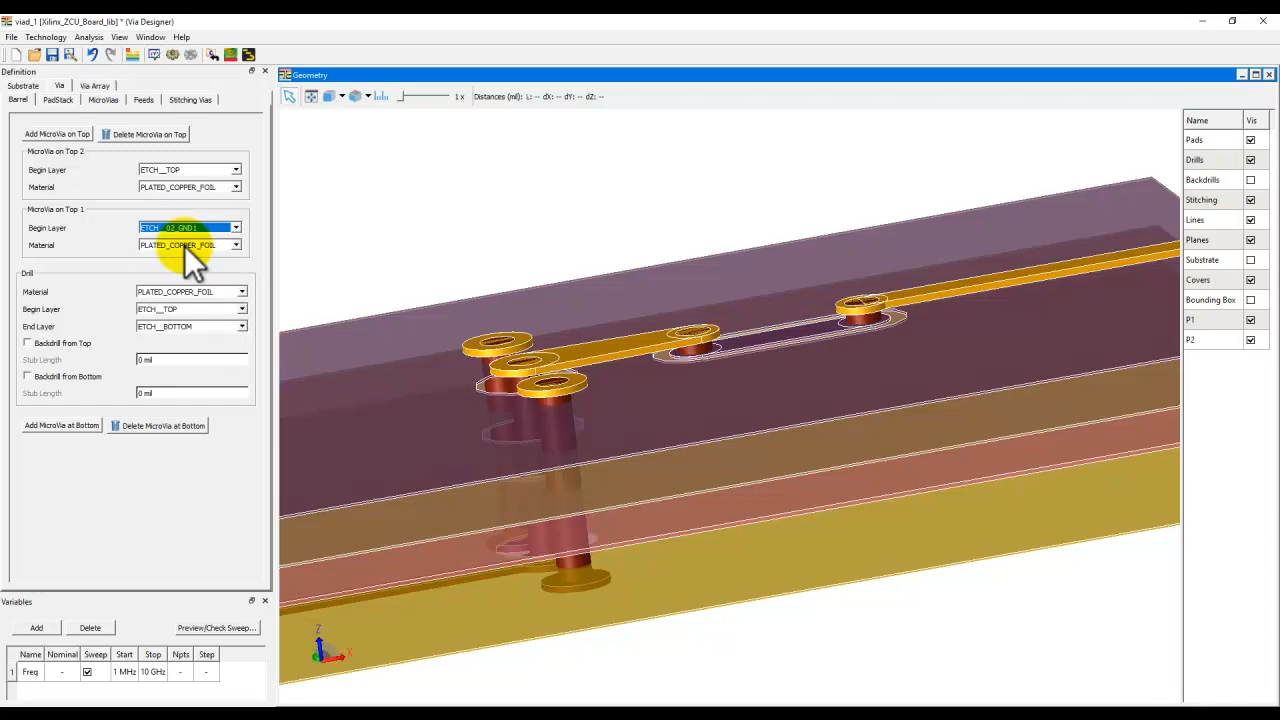 viad_1 [Xilinx_ZCU_Board_lib] * (Via Designer)
File Technology Analysis View Window Help
Definition
Substrate Via Via Array
Barrel PadStack MicroVias Feeds Stitching Vias
Add MicroVia on Top Delete MicroVia on Top
MicroVia on Top 2
Begin Layer ETCH__TOP
Material PLATED_COPPER_FOIL
MicroVia on Top 1
Begin Layer ETCH__02_GND1
Material PLATED_COPPER_FOIL
Drill
Material PLATED_COPPER_FOIL
Begin Layer ETCH__TOP
End Layer ETCH__BOTTOM
Backdrill from Top
Stub Length 0 mil
Backdrill from Bottom
Stub Length 0 mil
Add MicroVia at Bottom Delete MicroVia at Bottom
Variables
Add Delete Preview/Check Sweep...
Name Nominal Sweep Start Stop Npts Step
1 Freq - 1 MHz 10 GHz - -
Geometry
1 x Distances (mil): L: -- dX: -- dY: -- dZ: --
Z
X
Name Vis
Pads
Drills
Backdrills
Stitching
Lines
Planes
Substrate
Covers
Bounding Box
P1
P2